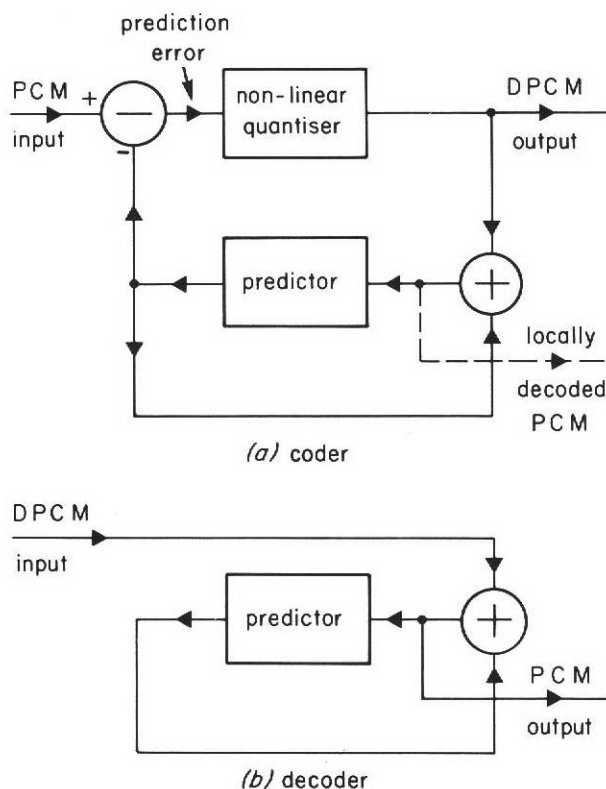 prediction
error
PCM
+
−
input
-
non-linear
quantiser
DPCM
output
predictor
+
locally
decoded
PCM
(a) coder
DPCM
input
predictor
+
PCM
output
(b) decoder